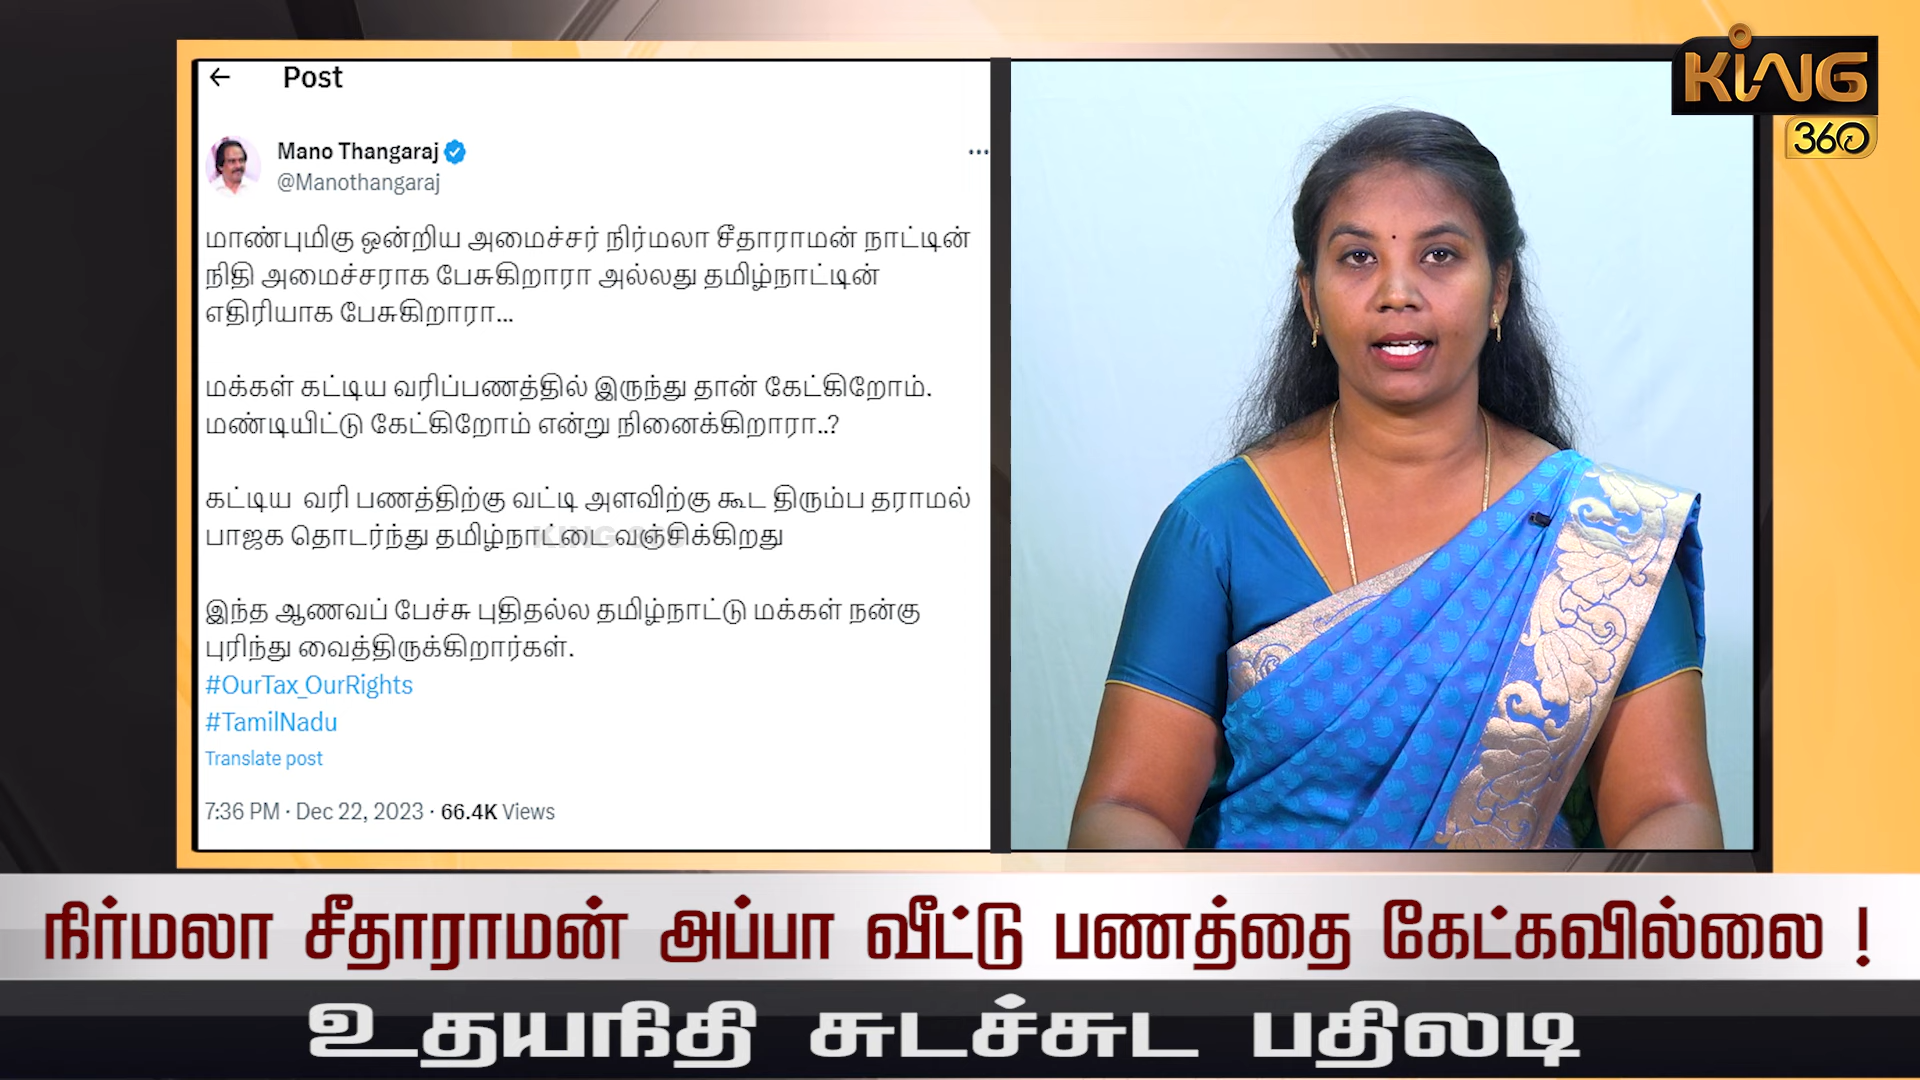 Post
Mano Thangaraj
@Manothangaraj
மாண்புமிகு ஒன்றிய அமைச்சர் நிர்மலா சீதாராமன் நாட்டின்
நிதி அமைச்சராக பேசுகிறாரா அல்லது தமிழ்நாட்டின்
எதிரியாக பேசுகிறாரா...
மக்கள் கட்டிய வரிப்பணத்தில் இருந்து தான் கேட்கிறோம்.
மண்டியிட்டு கேட்கிறோம் என்று நினைக்கிறாரா..?
கட்டிய வரி பணத்திற்கு வட்டி அளவிற்கு கூட திரும்ப தராமல்
பாஜக தொடர்ந்து தமிழ்நாட்டை வஞ்சிக்கிறது
இந்த ஆணவப் பேச்சு புதிதல்ல தமிழ்நாட்டு மக்கள் நன்கு
புரிந்து வைத்திருக்கிறார்கள்.
#OurTax_OurRights
#TamilNadu
Translate post
7:36 PM · Dec 22, 2023 · 66.4K Views
KING
360
நிர்மலா சீதாராமன் அப்பா வீட்டு பணத்தை கேட்கவில்லை !
உதயநிதி சுடச்சுட பதிலடி